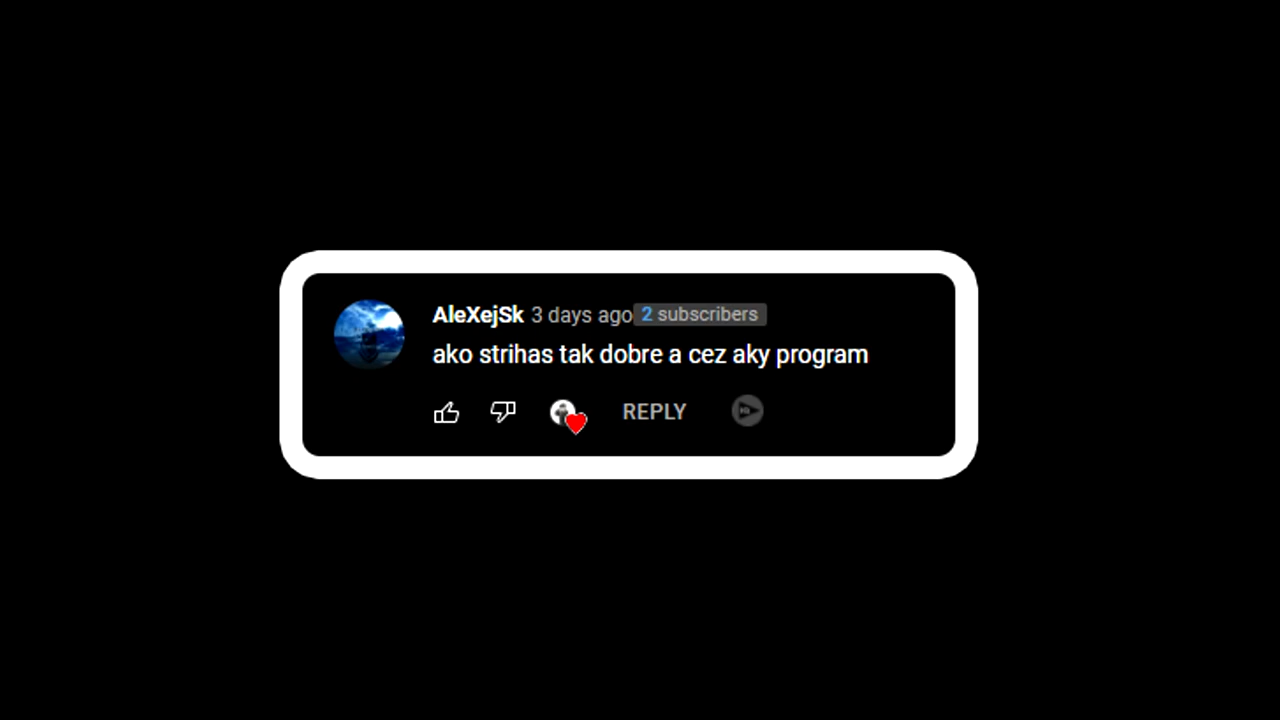 AleXejSk 3 days ago 2 subscribers
ako strihas tak dobre a cez aky program
REPLY